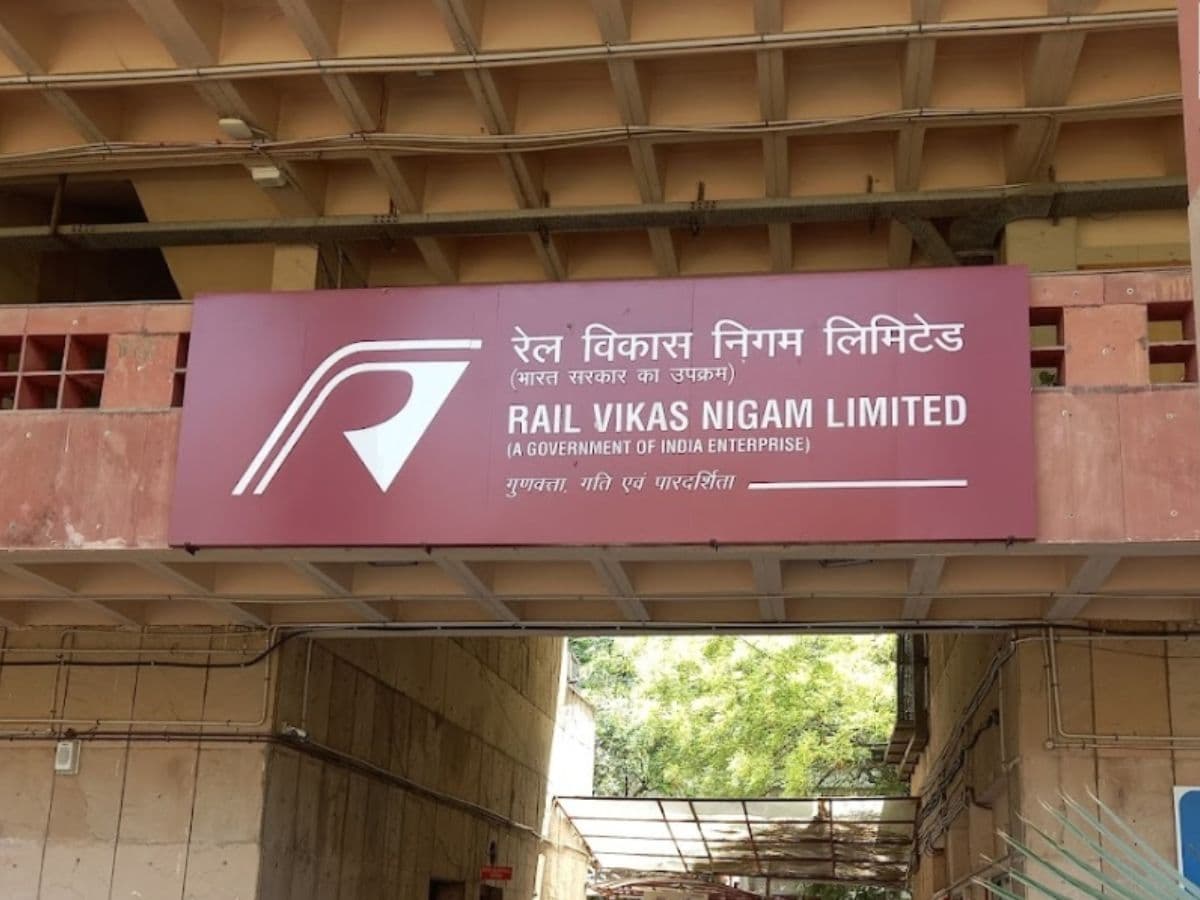 रेल विकास निगम लिमिटेड
(भारत सरकार का उपक्रम)
RAIL VIKAS NIGAM LIMITED
(A GOVERNMENT OF INDIA ENTERPRISE)
गुणवत्ता, गति एवं पारदर्शिता